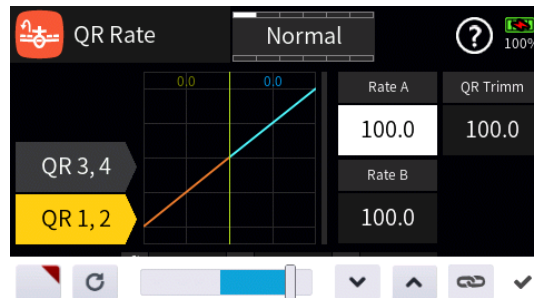 QR Rate
Normal
?
100%
0.0
0.0
Rate A
QR Trimm
100.0
100.0
QR 3, 4
Rate B
QR 1, 2
100.0